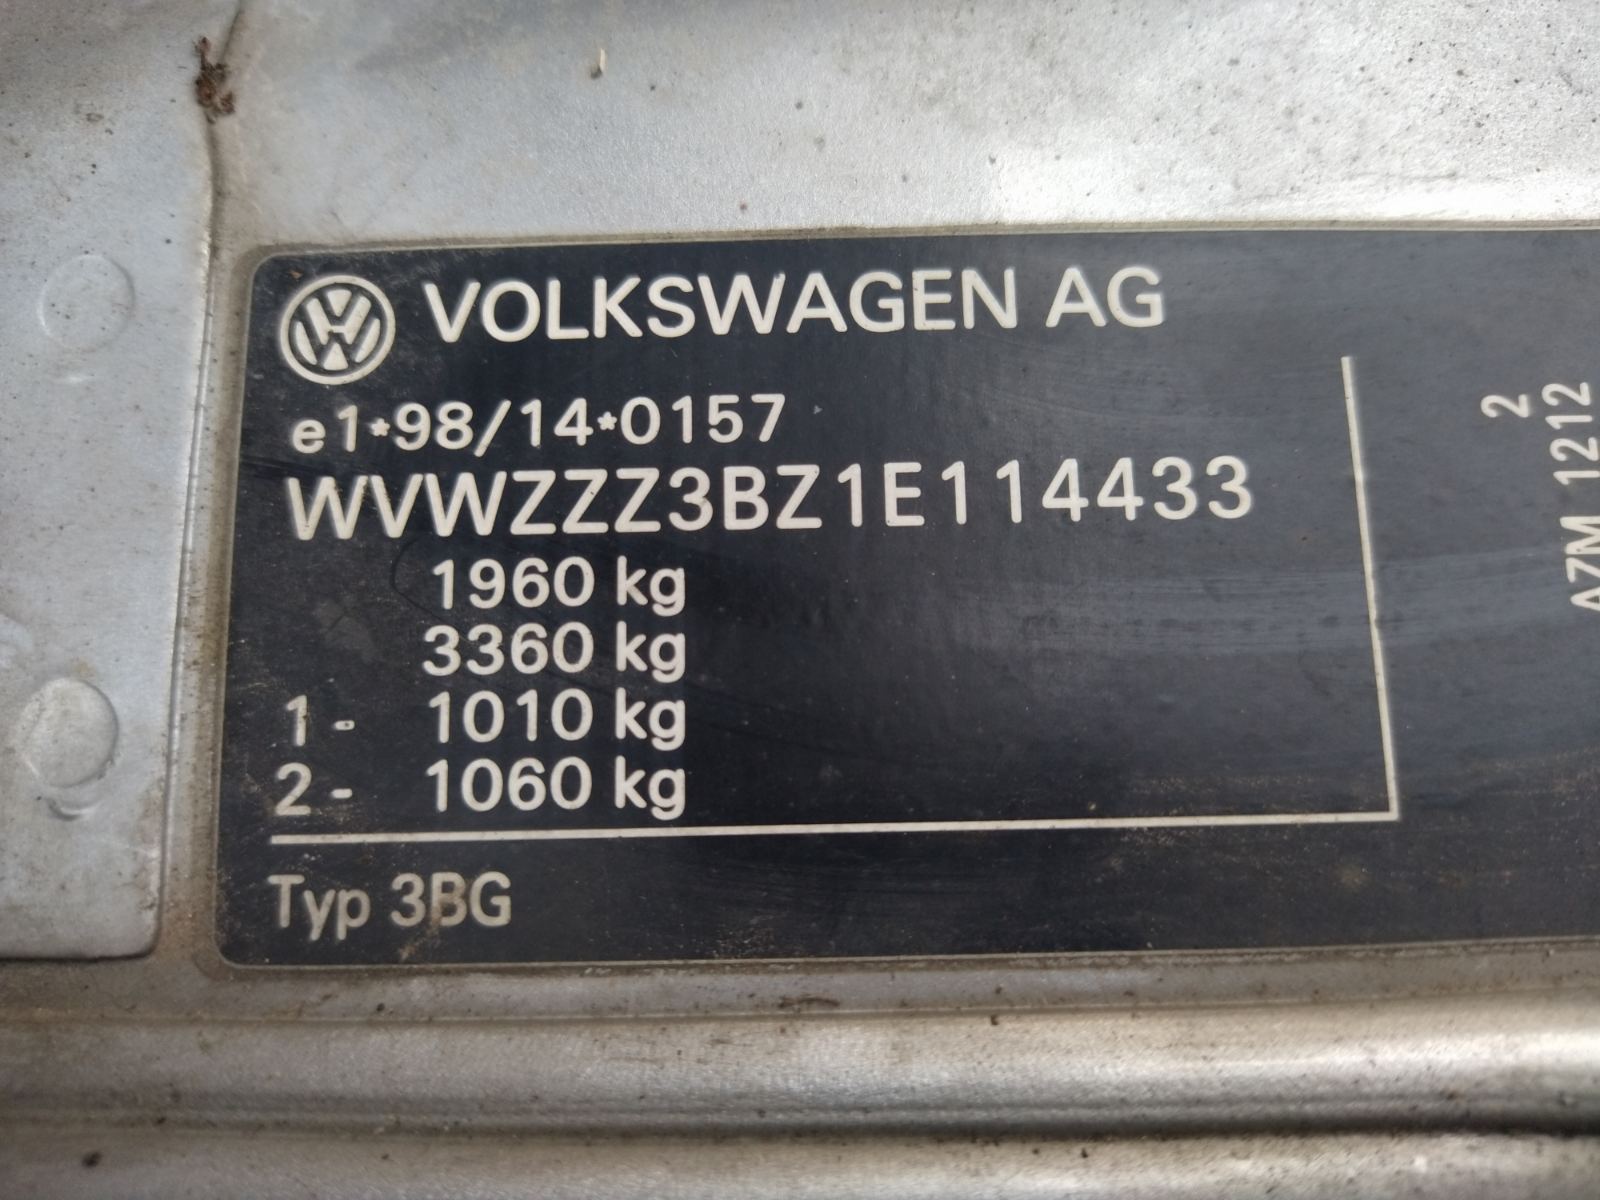 VOLKSWAGEN AG
e1*98/14*0157
WVWZZZ3BZ1E114433
1960 kg
3360 kg
1 - 1010 kg
2 - 1060 kg
Typ 3BG
2
AZM 1212